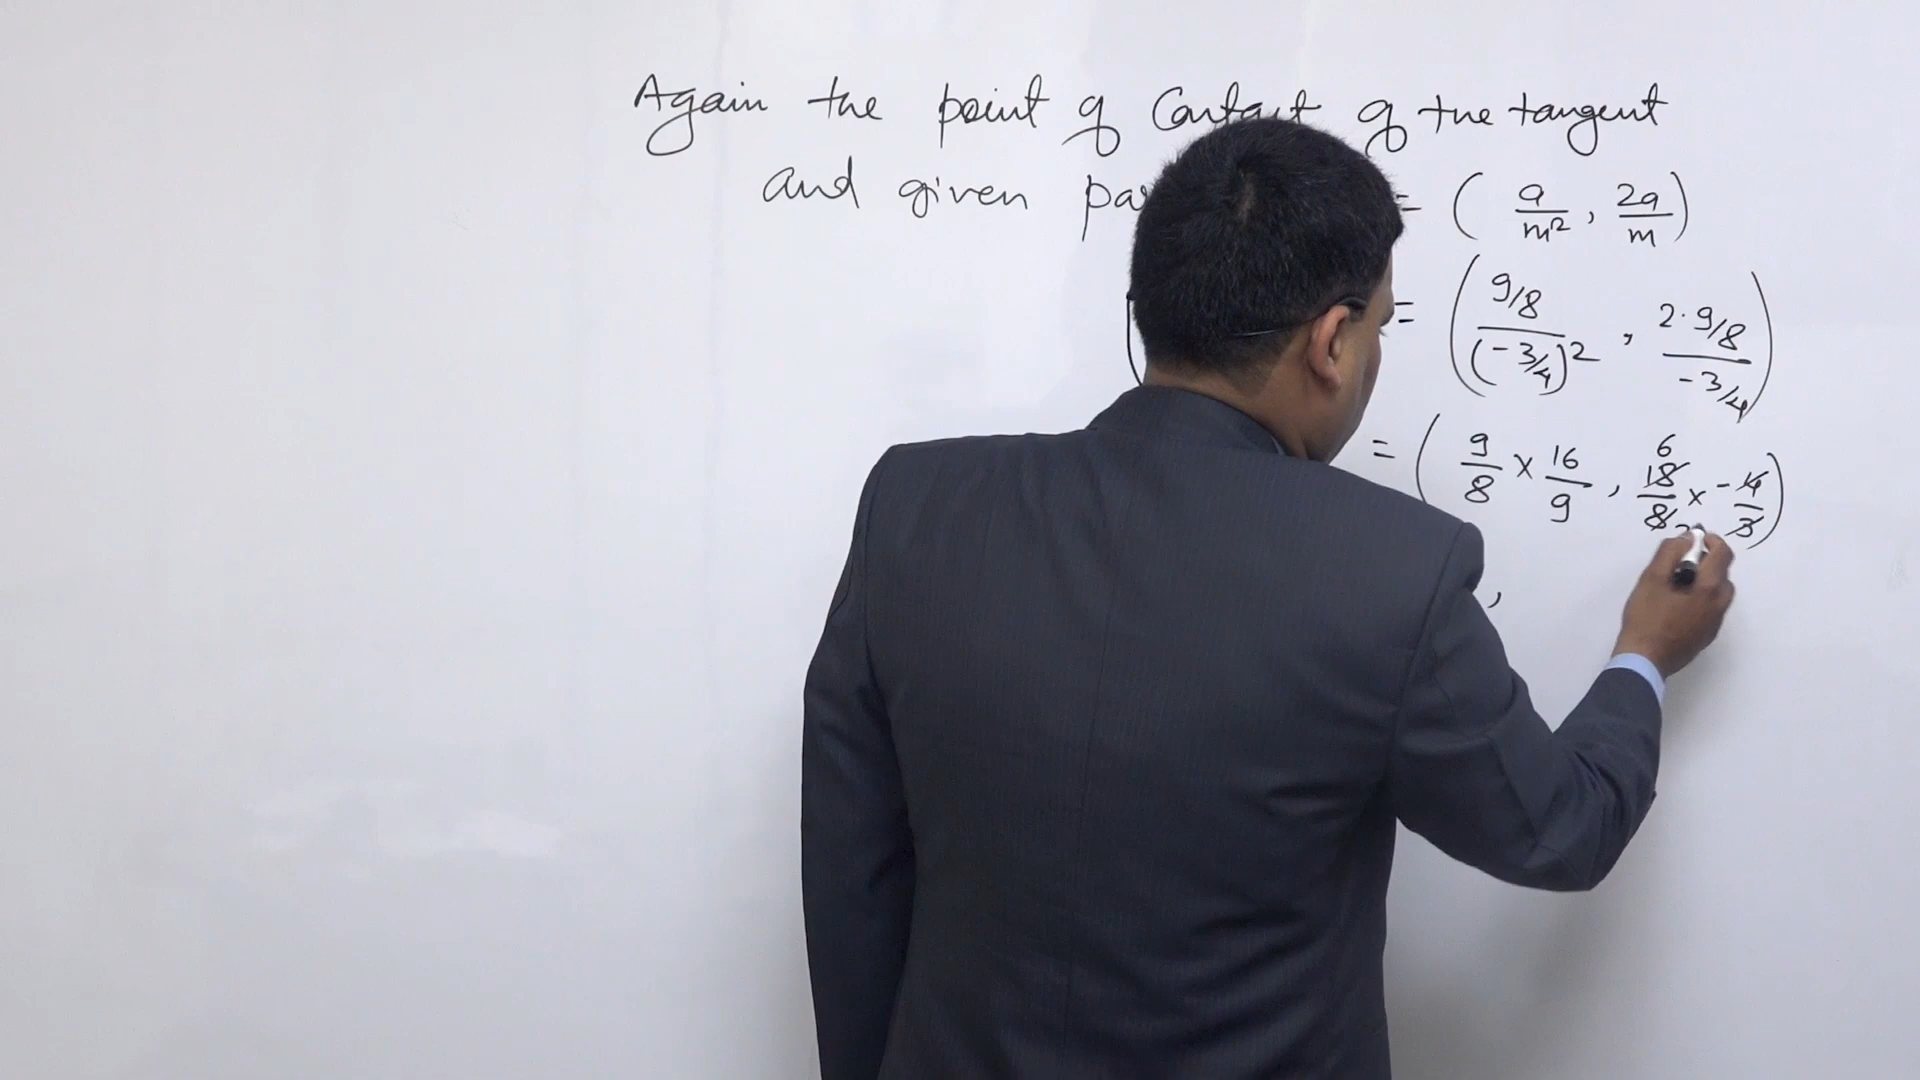 Again the point of Contact of the tangent
and given = ( a/m², 2a/m )
= ( 9/8 / (-3/4)², 2·9/8 / -3/4 )
= ( 9/8 × 16/9, 6 18/8 × -4/3 )
,